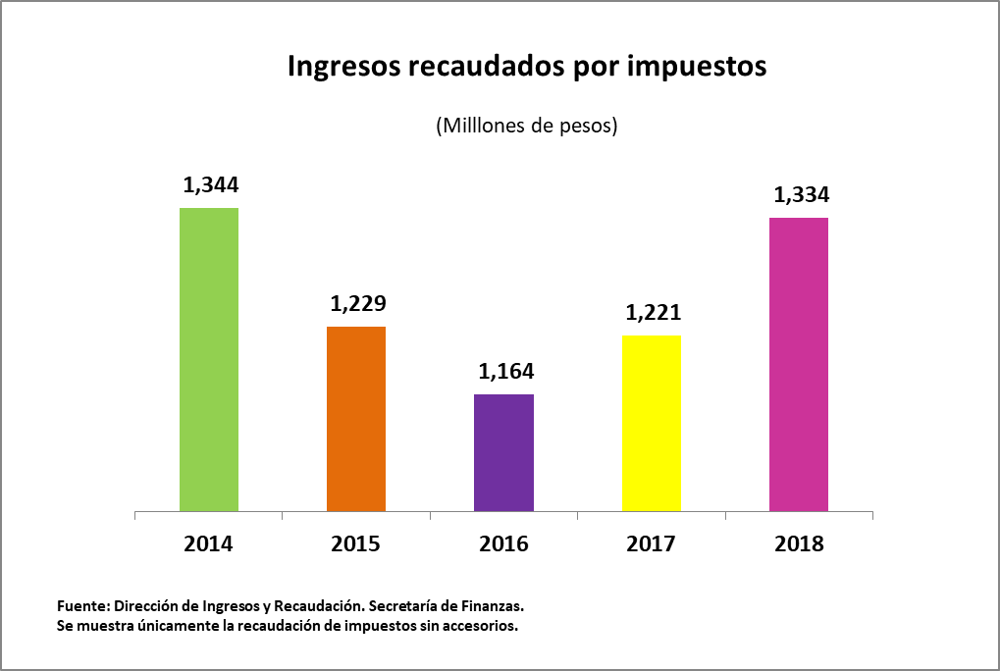 Ingresos recaudados por impuestos
(Milllones de pesos)
1,344
1,229
1,164
1,221
1,334
2014
2015
2016
2017
2018
Fuente: Dirección de Ingresos y Recaudación. Secretaría de Finanzas.
Se muestra únicamente la recaudación de impuestos sin accesorios.